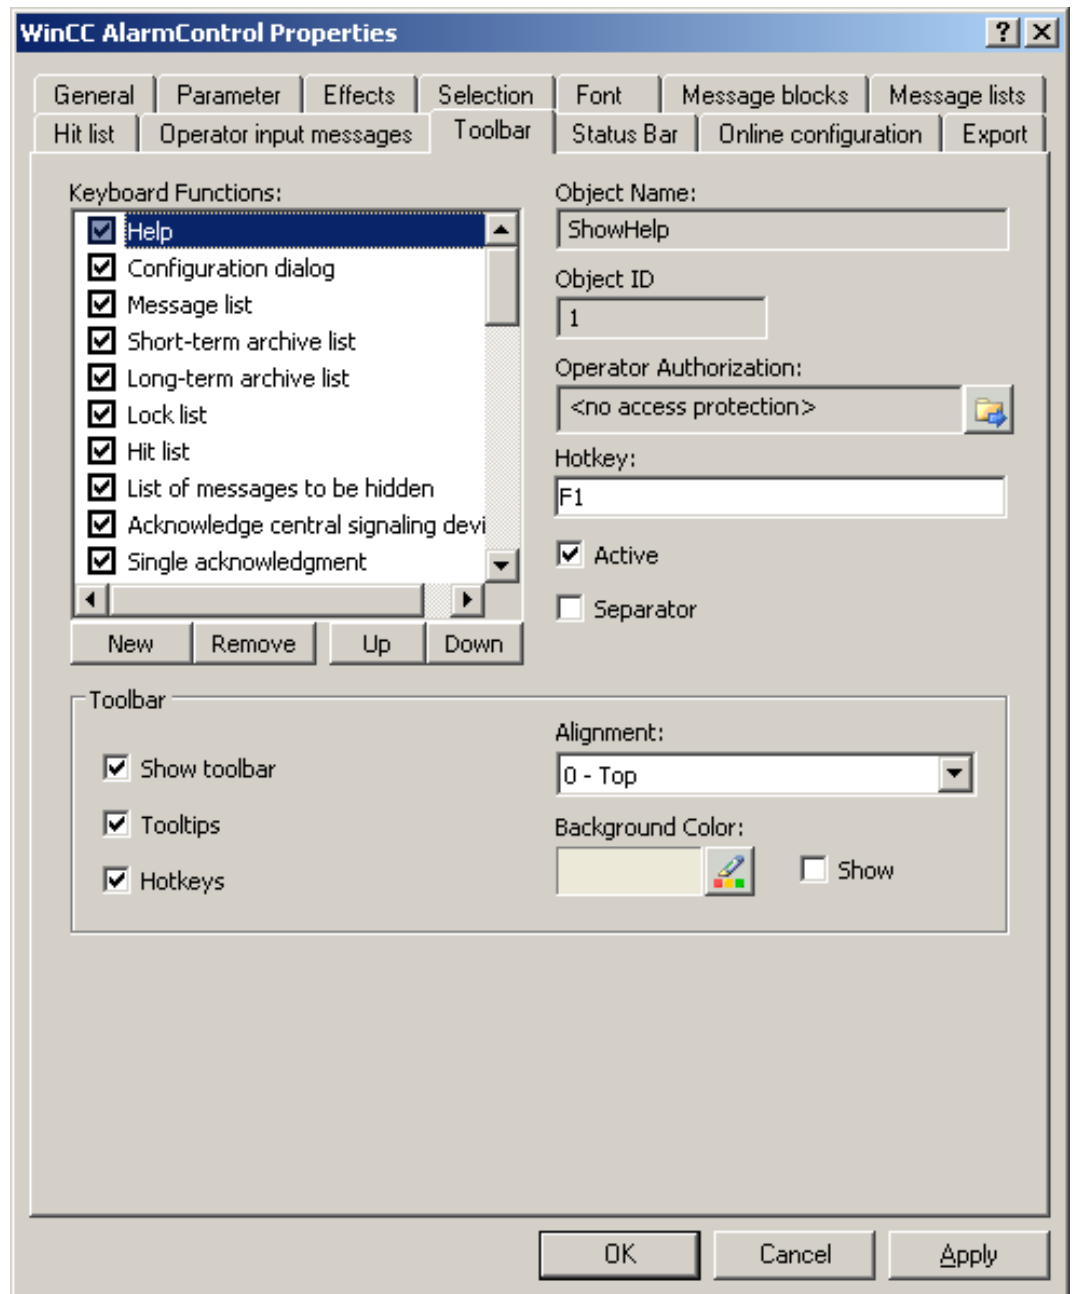 WinCC AlarmControl Properties
General Parameter Effects Selection Font Message blocks Message lists
Hit list Operator input messages Toolbar Status Bar Online configuration Export
Keyboard Functions:
Help
Configuration dialog
Message list
Short-term archive list
Long-term archive list
Lock list
Hit list
List of messages to be hidden
Acknowledge central signaling devi
Single acknowledgment
New Remove Up Down
Object Name:
ShowHelp
Object ID
1
Operator Authorization:
<no access protection>
Hotkey:
F1
Active
Separator
Toolbar
Show toolbar
Tooltips
Hotkeys
Alignment:
0 - Top
Background Color:
Show
OK Cancel Apply